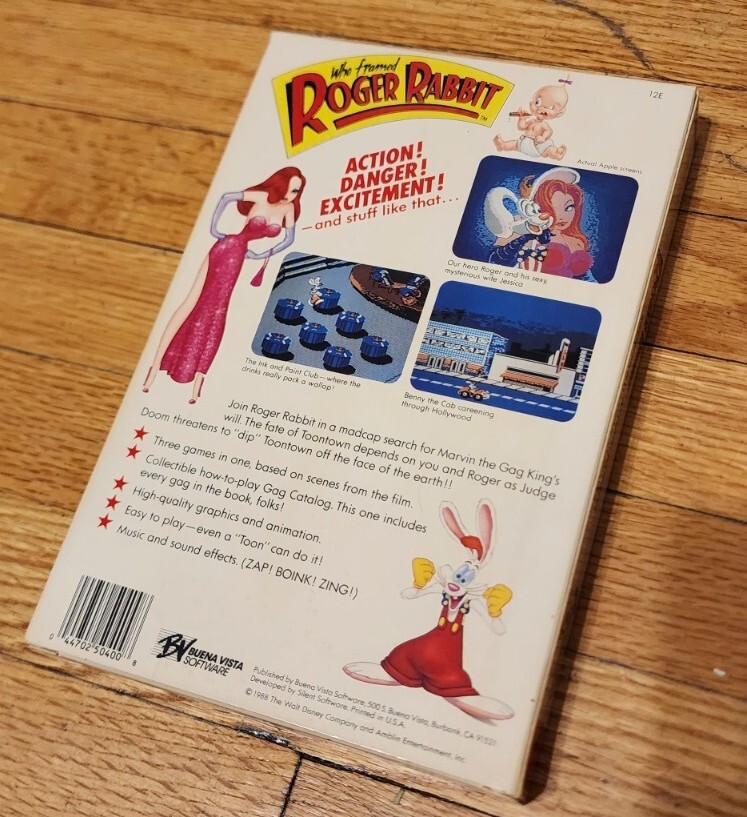 Who framed
ROGER RABBIT
TM
12E
Actual Apple screens
ACTION!
DANGER!
EXCITEMENT!
—and stuff like that...
Our hero Roger and his sexy,
mysterious wife Jessica
The Ink and Paint Club—where the
drinks really pack a wallop!
Benny the Cab careening
through Hollywood
Join Roger Rabbit in a madcap search for Marvin the Gag King's
will. The fate of Toontown depends on you and Roger as Judge
Doom threatens to "dip" Toontown off the face of the earth!!
★ Three games in one, based on scenes from the film.
★ Collectible how-to-play Gag Catalog. This one includes
every gag in the book, folks!
★ High-quality graphics and animation.
★ Easy to play—even a "Toon" can do it!
★ Music and sound effects. (ZAP! BOINK! ZING!)
0 44702 50400 8
BV BUENA VISTA
SOFTWARE
Published by Buena Vista Software, 500 S. Buena Vista, Burbank, CA 91521
Developed by Silent Software. Printed in U.S.A.
© 1988 The Walt Disney Company and Amblin Entertainment, Inc.